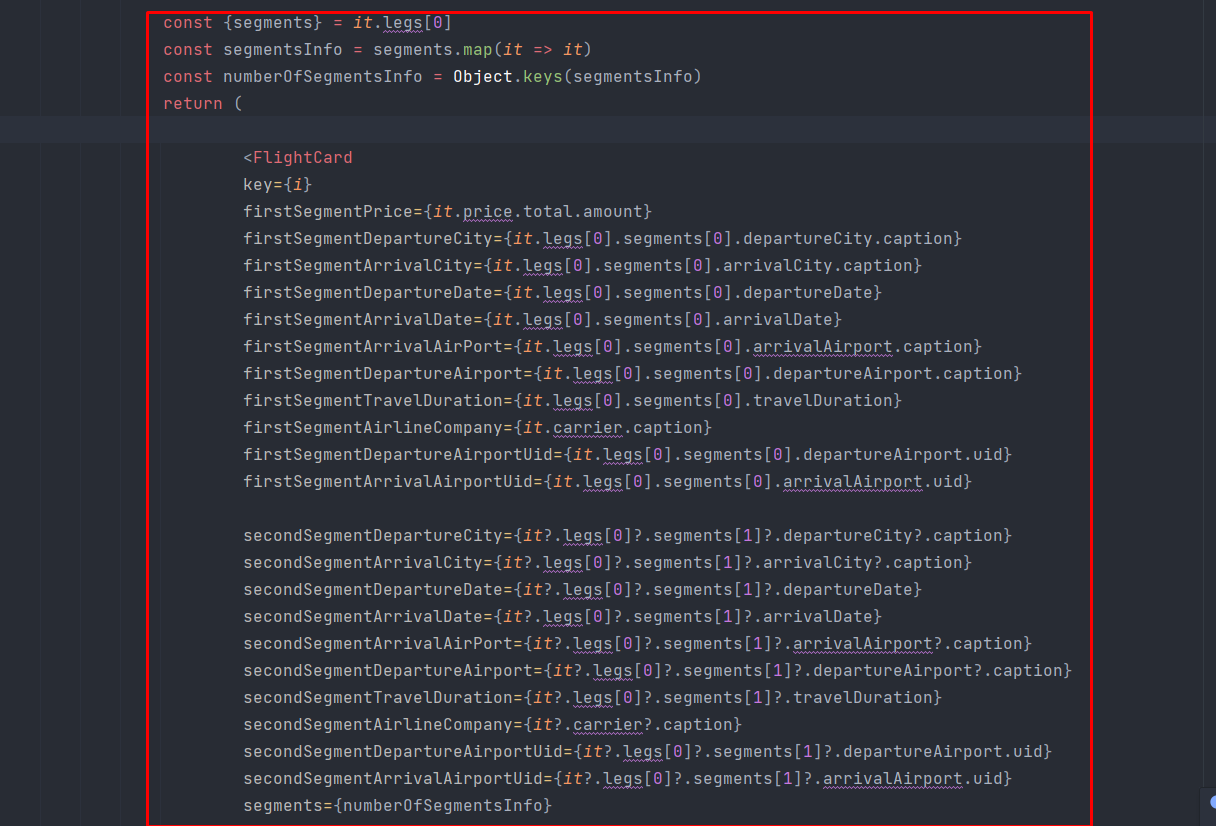 const {segments} = it.legs[0]
const segmentsInfo = segments.map(it => it)
const numberOfSegmentsInfo = Object.keys(segmentsInfo)
return (
<FlightCard
key={i}
firstSegmentPrice={it.price.total.amount}
firstSegmentDepartureCity={it.legs[0].segments[0].departureCity.caption}
firstSegmentArrivalCity={it.legs[0].segments[0].arrivalCity.caption}
firstSegmentDepartureDate={it.legs[0].segments[0].departureDate}
firstSegmentArrivalDate={it.legs[0].segments[0].arrivalDate}
firstSegmentArrivalAirPort={it.legs[0].segments[0].arrivalAirport.caption}
firstSegmentDepartureAirport={it.legs[0].segments[0].departureAirport.caption}
firstSegmentTravelDuration={it.legs[0].segments[0].travelDuration}
firstSegmentAirlineCompany={it.carrier.caption}
firstSegmentDepartureAirportUid={it.legs[0].segments[0].departureAirport.uid}
firstSegmentArrivalAirportUid={it.legs[0].segments[0].arrivalAirport.uid}
secondSegmentDepartureCity={it?.legs[0]?.segments[1]?.departureCity?.caption}
secondSegmentArrivalCity={it?.legs[0]?.segments[1]?.arrivalCity?.caption}
secondSegmentDepartureDate={it?.legs[0]?.segments[1]?.departureDate}
secondSegmentArrivalDate={it?.legs[0]?.segments[1]?.arrivalDate}
secondSegmentArrivalAirPort={it?.legs[0]?.segments[1]?.arrivalAirport?.caption}
secondSegmentDepartureAirport={it?.legs[0]?.segments[1]?.departureAirport?.caption}
secondSegmentTravelDuration={it?.legs[0]?.segments[1]?.travelDuration}
secondSegmentAirlineCompany={it?.carrier?.caption}
secondSegmentDepartureAirportUid={it?.legs[0]?.segments[1]?.departureAirport.uid}
secondSegmentArrivalAirportUid={it?.legs[0]?.segments[1]?.arrivalAirport.uid}
segments={numberOfSegmentsInfo}